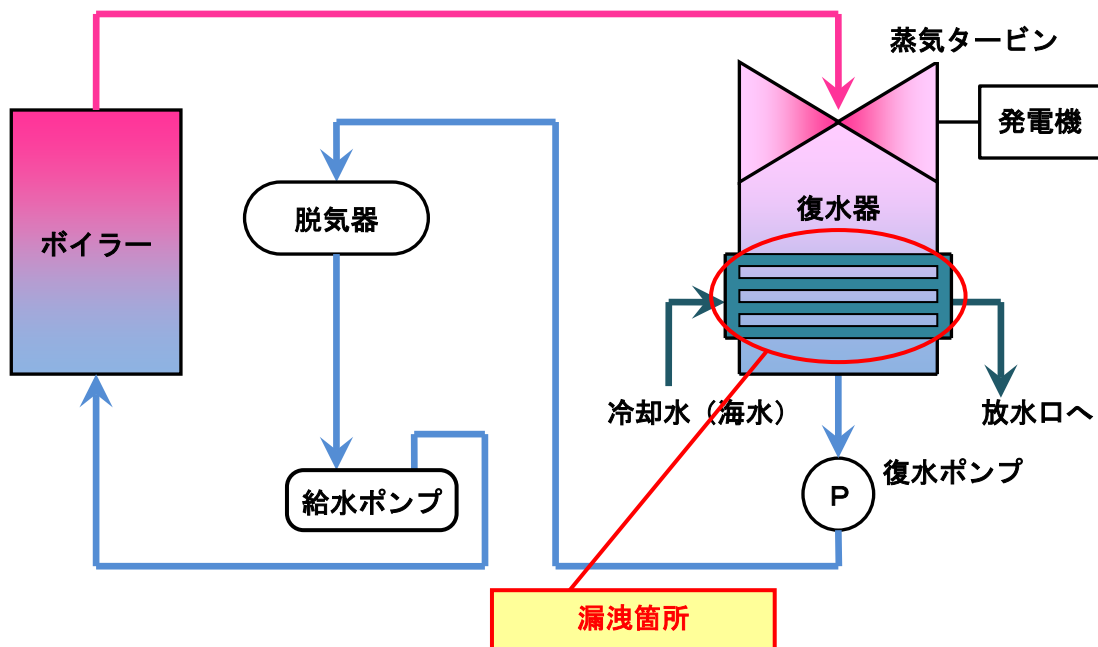 蒸気タービン
発電機
脱気器
復水器
ボイラー
冷却水（海水）
放水口へ
復水ポンプ
給水ポンプ
P
漏洩箇所